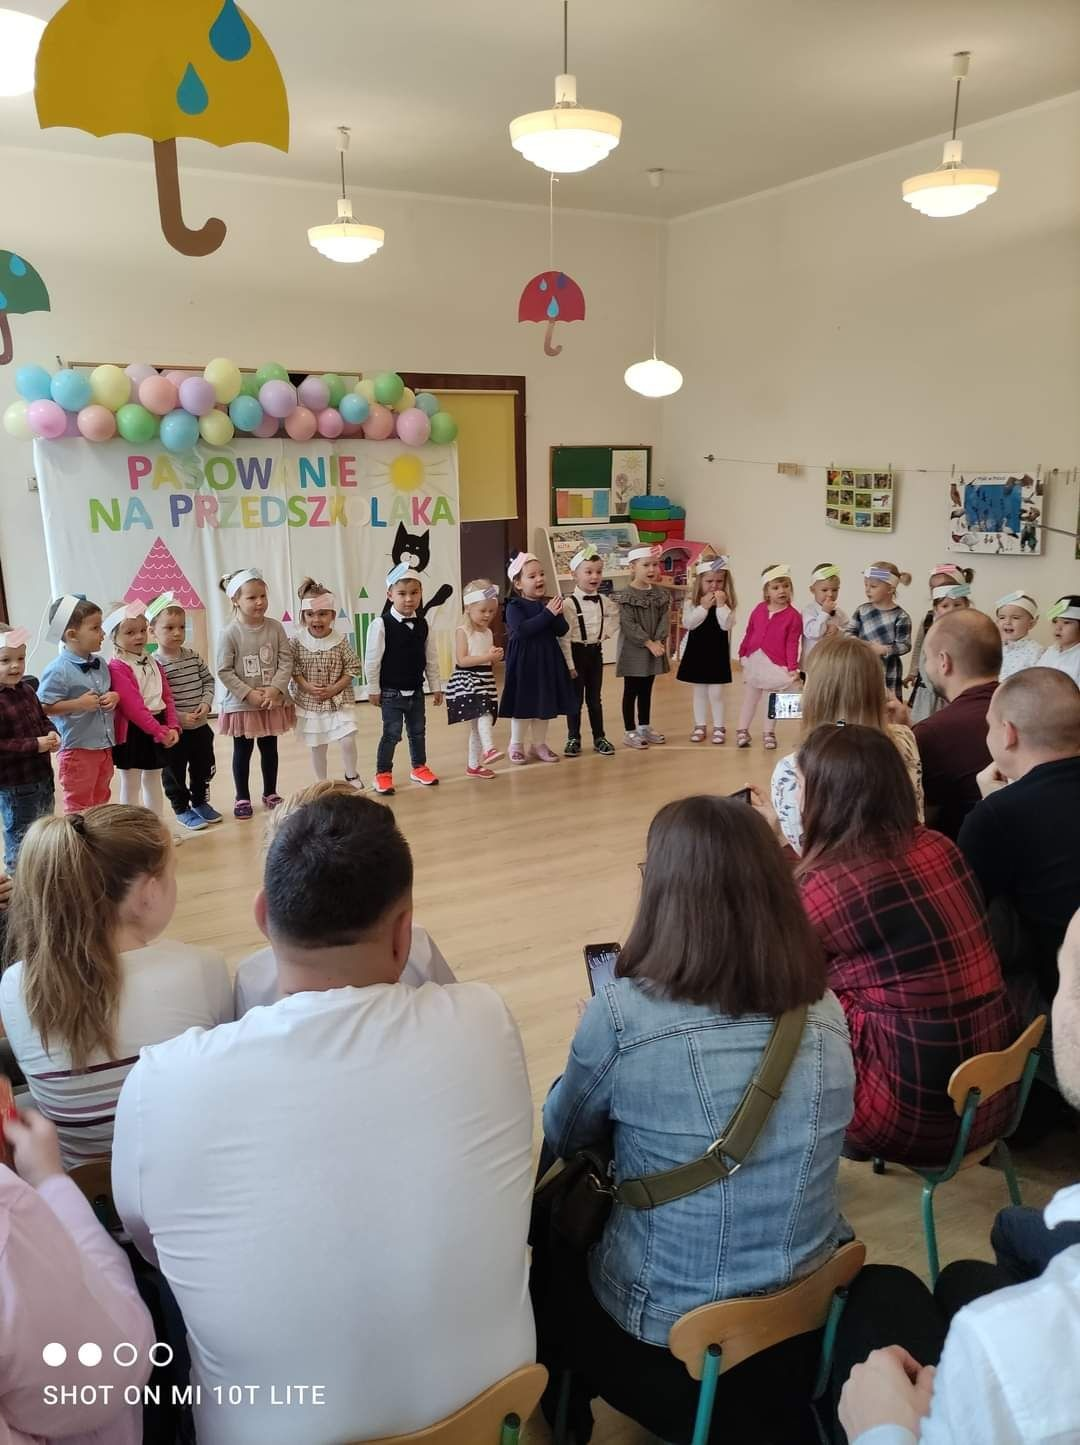 PASOWANIE
NA PRZEDSZKOLAKA
SHOT ON MI 10T LITE